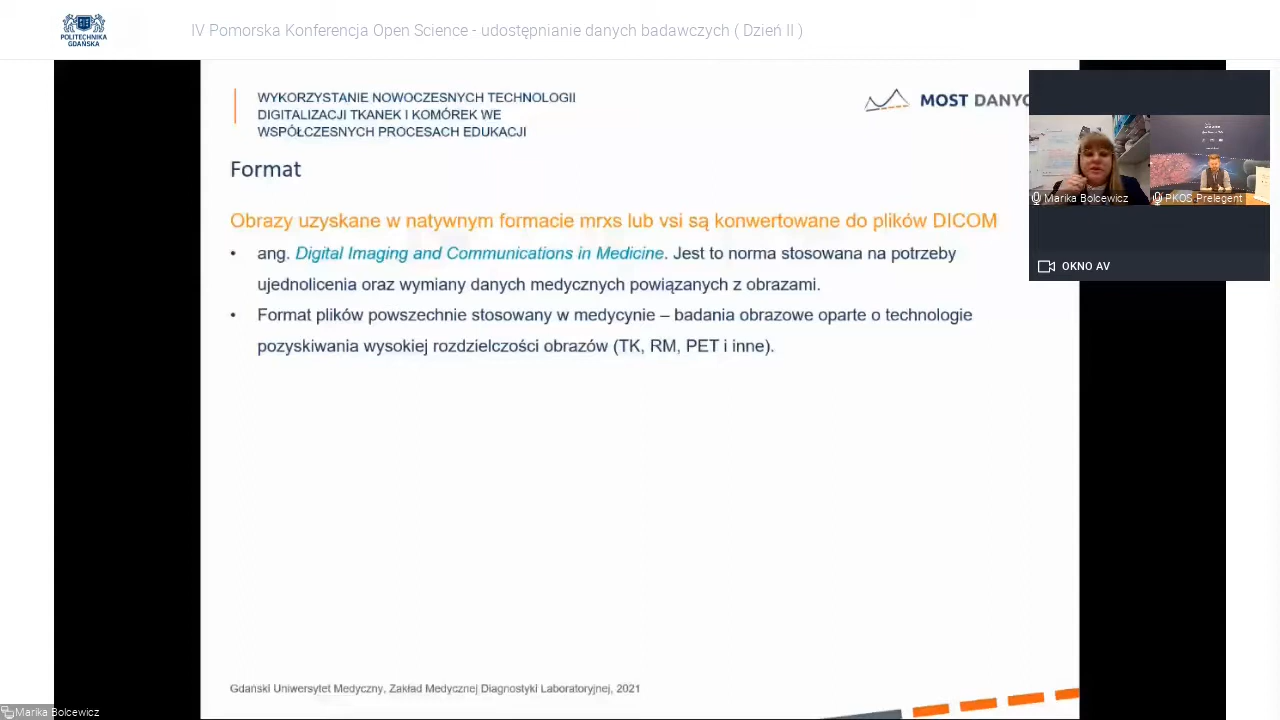 POLITECHNIKA
GDAŃSKA
IV Pomorska Konferencja Open Science - udostępnianie danych badawczych ( Dzień II )
WYKORZYSTANIE NOWOCZESNYCH TECHNOLOGII
DIGITALIZACJI TKANEK I KOMÓREK WE
WSPÓŁCZESNYCH PROCESACH EDUKACJI
MOST DANYC
Format
Obrazy uzyskane w natywnym formacie mrxs lub vsi są konwertowane do plików DICOM
• ang. Digital Imaging and Communications in Medicine. Jest to norma stosowana na potrzeby
ujednolicenia oraz wymiany danych medycznych powiązanych z obrazami.
• Format plików powszechnie stosowany w medycynie – badania obrazowe oparte o technologie
pozyskiwania wysokiej rozdzielczości obrazów (TK, RM, PET i inne).
Marika Bolcewicz
PKOS Prelegent
OKNO AV
Gdański Uniwersytet Medyczny, Zakład Medycznej Diagnostyki Laboratoryjnej, 2021
Marika Bolcewicz